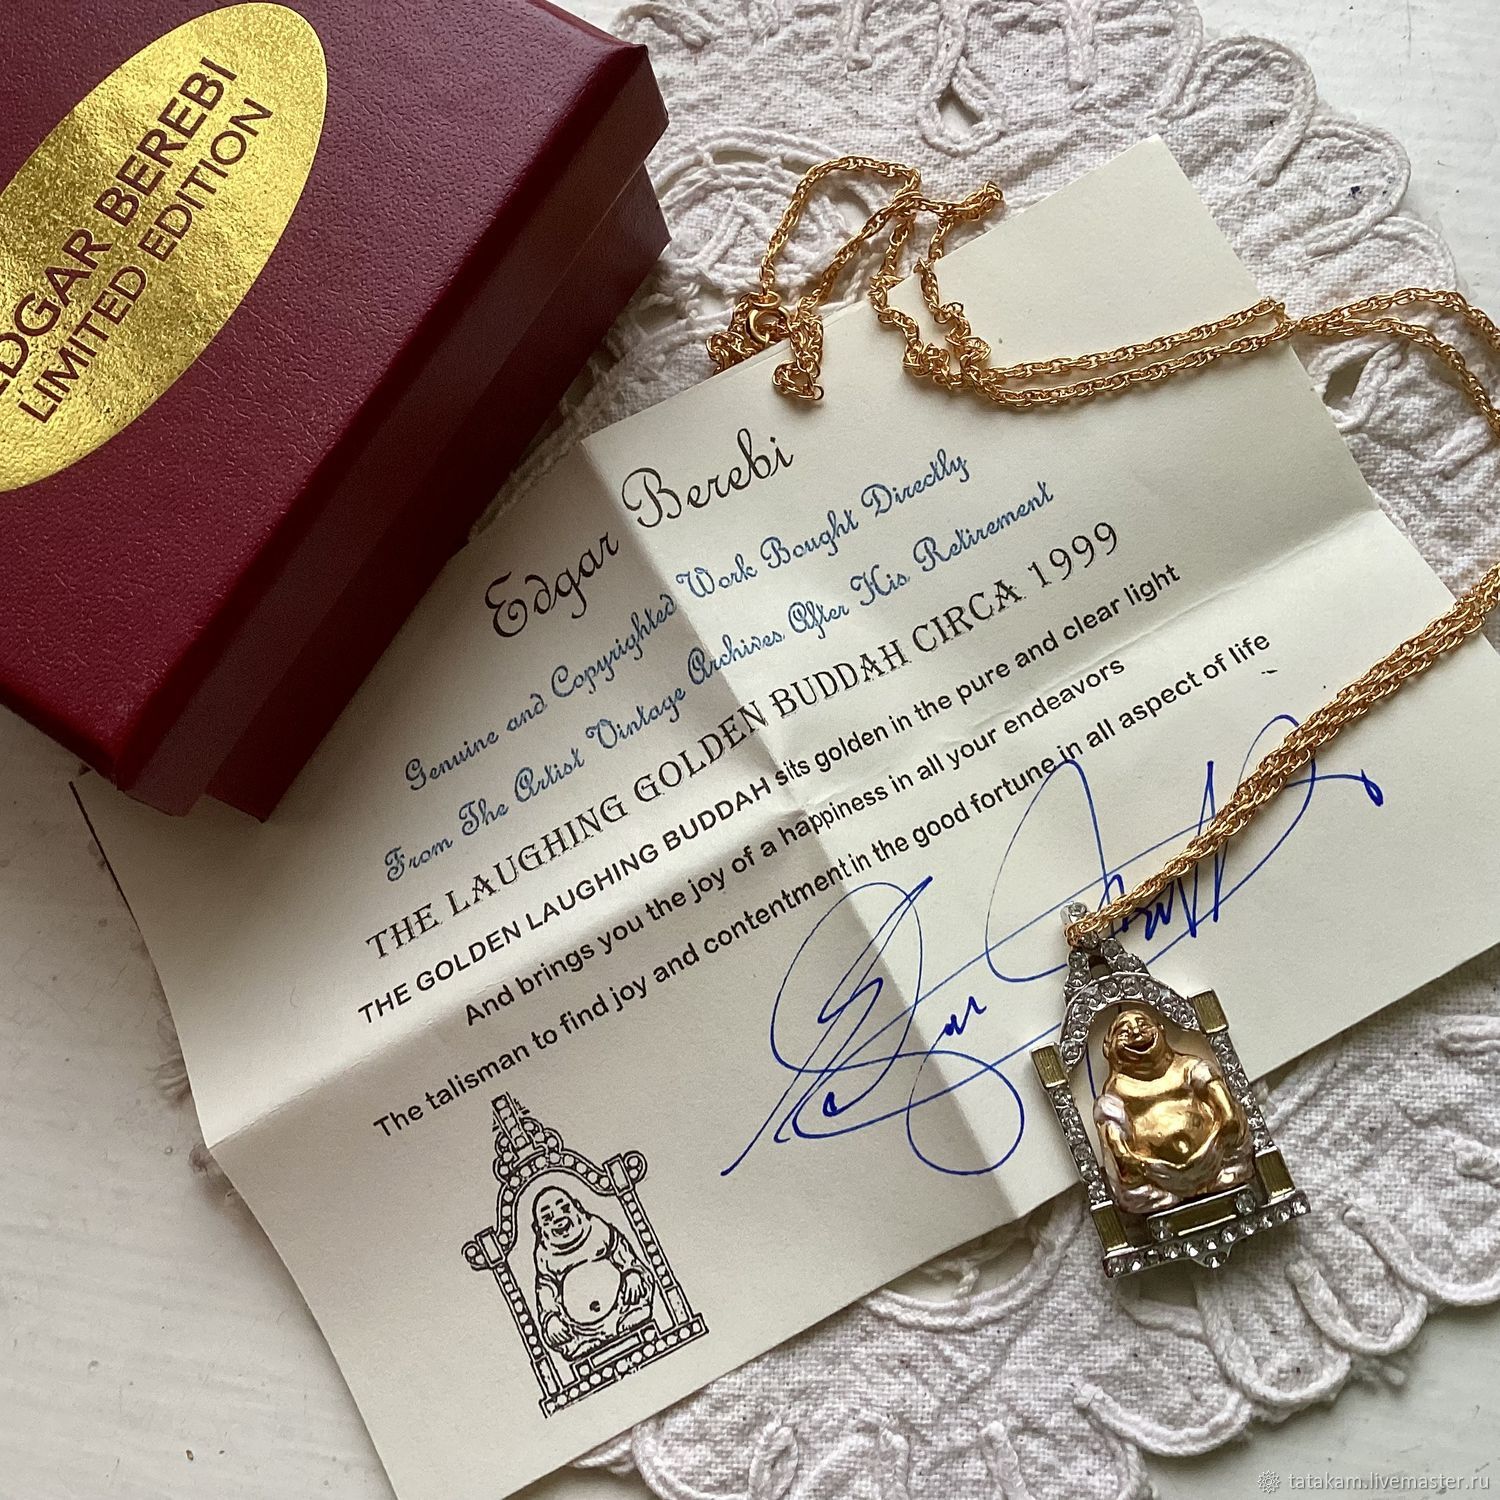 EDGAR BEREBI
LIMITED EDITION
Edgar Berebi
Genuine and Copyrighted Work Bought Directly
From The Artist Vintage Archives After His Retirement
THE LAUGHING GOLDEN BUDDAH CIRCA 1999
THE GOLDEN LAUGHING BUDDAH sits golden in the pure and clear light
And brings you the joy of a happiness in all your endeavors
The talisman to find joy and contentment in the good fortune in all aspect of life
tatakam.livemaster.ru